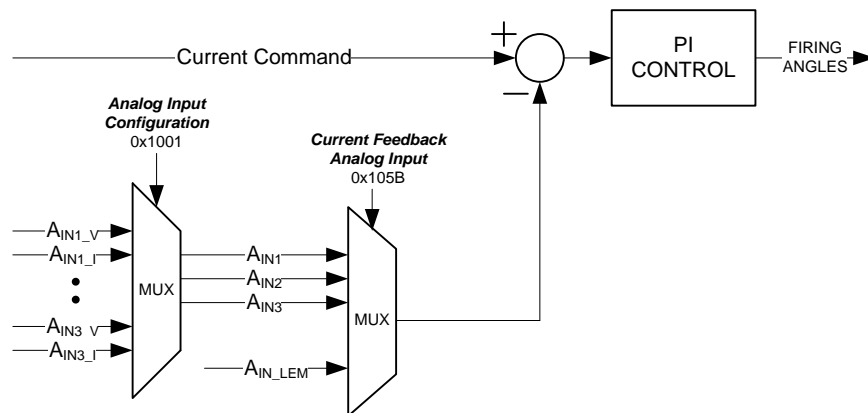 +
Current Command
PI
CONTROL
FIRING
ANGLES
−
Analog Input
Configuration
0x1001
Current Feedback
Analog Input
0x105B
AIN1_V
AIN1_I
MUX
AIN3_V
AIN3_I
AIN1
AIN2
AIN3
MUX
AIN_LEM